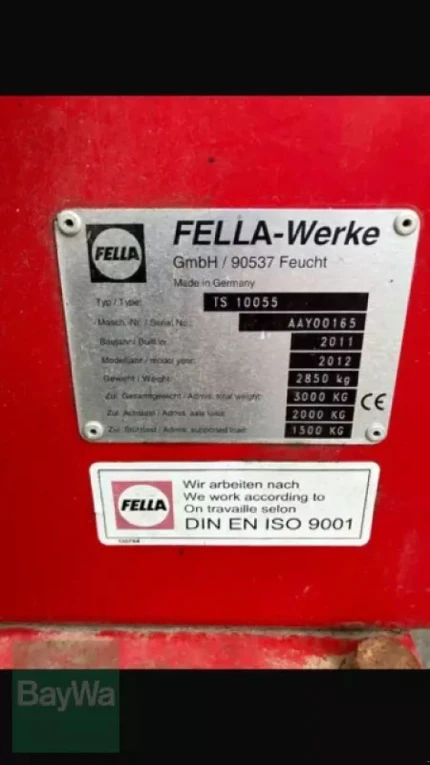 FELLA
FELLA-Werke
GmbH / 90537 Feucht
Made in Germany
Typ / Type: TS 10055
Masch.-Nr. / Serial No.: AAY00165
Baujahr / Built in 2011
Modelljahr / model year: 2012
Gewicht / Weight: 2850 kg
Zul. Gesamtgewicht / Admis. total weight: 3000 KG
Zul. Achslast / Admis. axle load: 2000 KG
Zul. Stützlast / Admis. supported load: 1500 KG
CE
FELLA
Wir arbeiten nach
We work according to
On travaille selon
DIN EN ISO 9001
BayWa